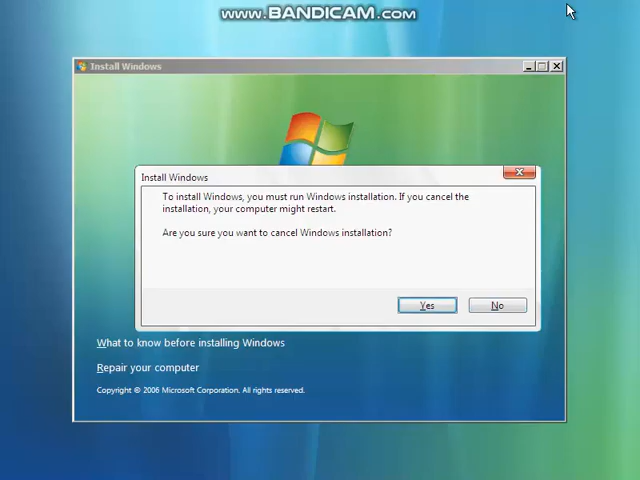 www.BANDICAM.com
Install Windows
Install Windows
To install Windows, you must run Windows installation. If you cancel the
installation, your computer might restart.
Are you sure you want to cancel Windows installation?
Yes
No
What to know before installing Windows
Repair your computer
Copyright © 2006 Microsoft Corporation. All rights reserved.